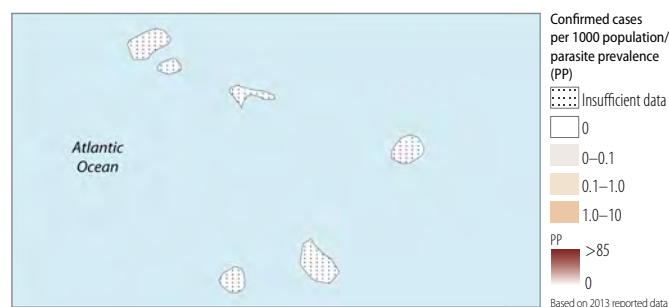 Confirmed cases
per 1000 population/
parasite prevalence
(PP)
Insufficient data
0
0–0.1
0.1–1.0
1.0–10
PP
>85
0
Based on 2013 reported data
Atlantic
Ocean